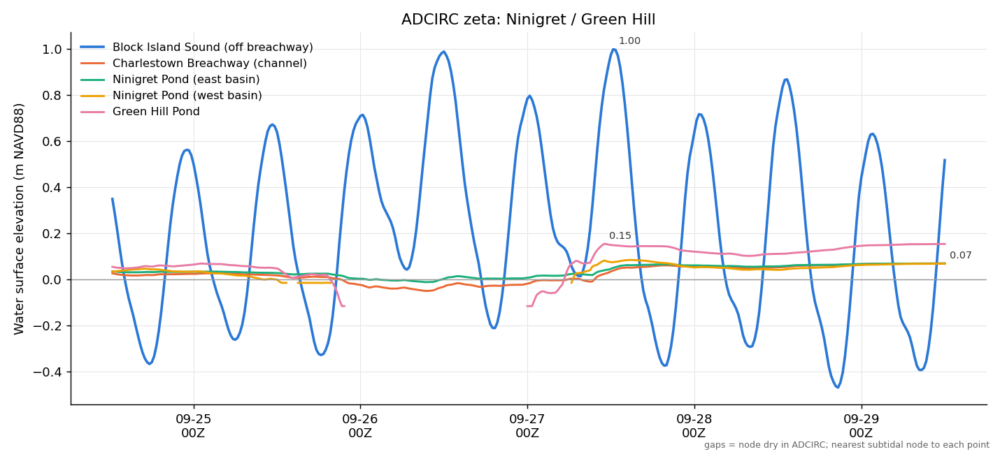 ADCIRC zeta: Ninigret / Green Hill
Block Island Sound (off breachway)
Charlestown Breachway (channel)
Ninigret Pond (east basin)
Ninigret Pond (west basin)
Green Hill Pond
Water surface elevation (m NAVD88)
1.0
0.8
0.6
0.4
0.2
0.0
−0.2
−0.4
1.00
0.15
0.07
09-25
00Z
09-26
00Z
09-27
00Z
09-28
00Z
09-29
00Z
gaps = node dry in ADCIRC; nearest subtidal node to each point